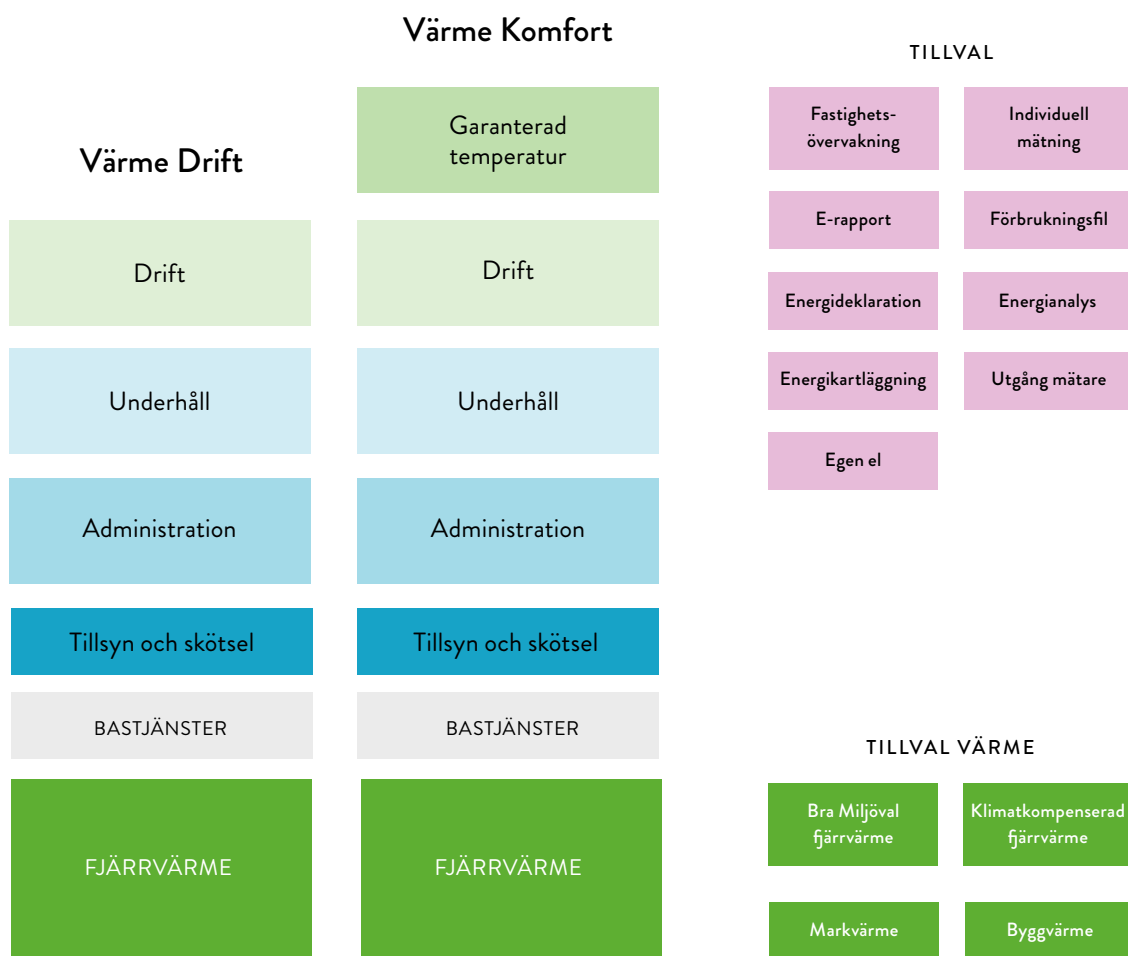 Värme Drift
Drift
Underhåll
Administration
Tillsyn och skötsel
BASTJÄNSTER
FJÄRRVÄRME
Värme Komfort
Garanterad
temperatur
Drift
Underhåll
Administration
Tillsyn och skötsel
BASTJÄNSTER
FJÄRRVÄRME
TILLVAL
Fastighets-
övervakning
Individuell
mätning
E-rapport
Förbrukningsfil
Energideklaration
Energianalys
Energikartläggning
Utgång mätare
Egen el
TILLVAL VÄRME
Bra Miljöval
fjärrvärme
Klimatkompenserad
fjärrvärme
Markvärme
Byggvärme